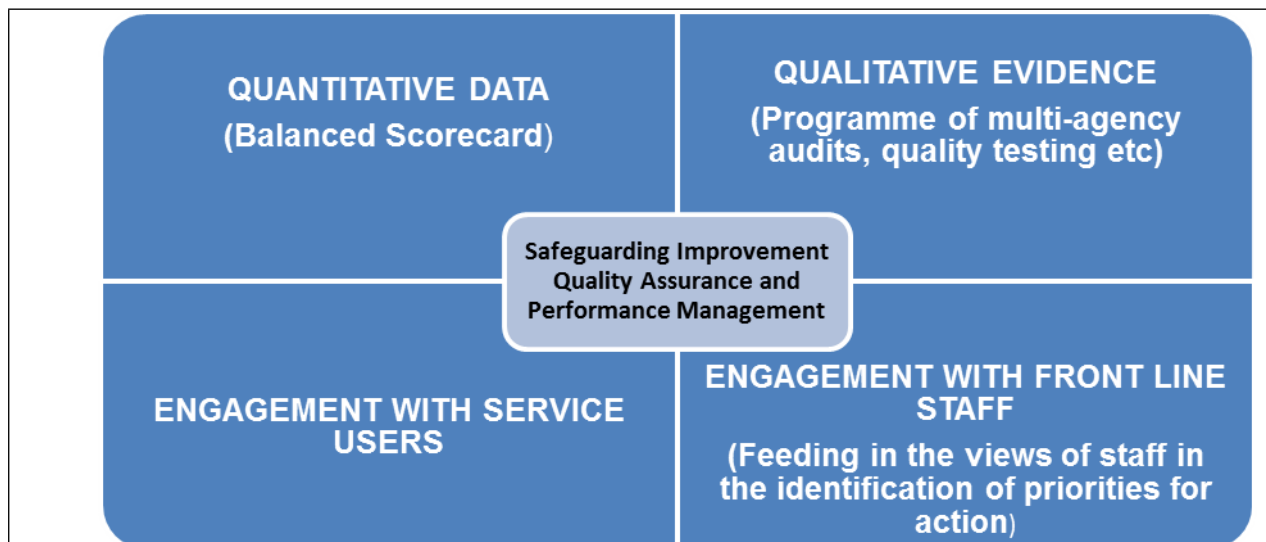 QUANTITATIVE DATA
(Balanced Scorecard)
QUALITATIVE EVIDENCE
(Programme of multi-agency
audits, quality testing etc)
Safeguarding Improvement
Quality Assurance and
Performance Management
ENGAGEMENT WITH SERVICE
USERS
ENGAGEMENT WITH FRONT LINE
STAFF
(Feeding in the views of staff in
the identification of priorities for
action)